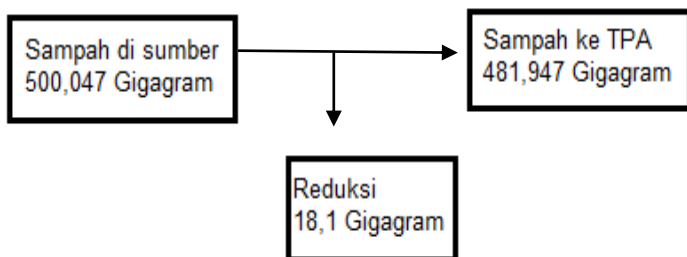 Sampah di sumber
500,047 Gigagram
Sampah ke TPA
481,947 Gigagram
Reduksi
18,1 Gigagram